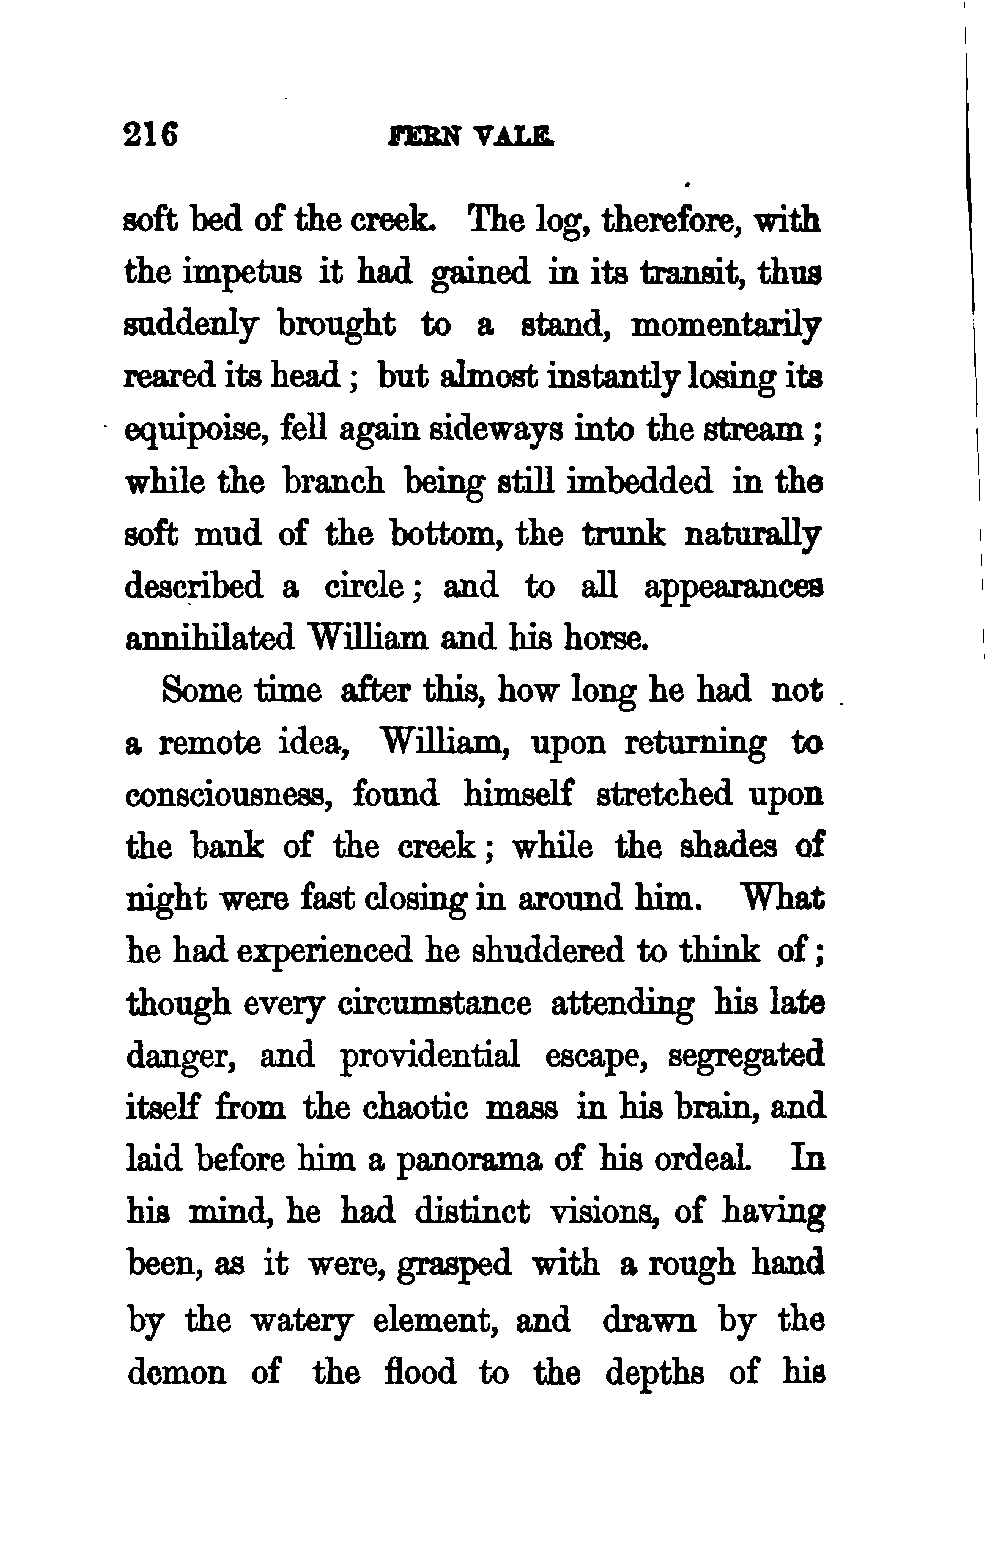 216 FERN VALE.
soft bed of the creek. The log, therefore, with
the impetus it had gained in its transit, thus
suddenly brought to a stand, momentarily
reared its head ; but almost instantly losing its
equipoise, fell again sideways into the stream ;
while the branch being still imbedded in the
soft mud of the bottom, the trunk naturally
described a circle ; and to all appearances
annihilated William and his horse.
Some time after this, how long he had not
a remote idea, William, upon returning to
consciousness, found himself stretched upon
the bank of the creek ; while the shades of
night were fast closing in around him. What
he had experienced he shuddered to think of ;
though every circumstance attending his late
danger, and providential escape, segregated
itself from the chaotic mass in his brain, and
laid before him a panorama of his ordeal. In
his mind, he had distinct visions, of having
been, as it were, grasped with a rough hand
by the watery element, and drawn by the
demon of the flood to the depths of his